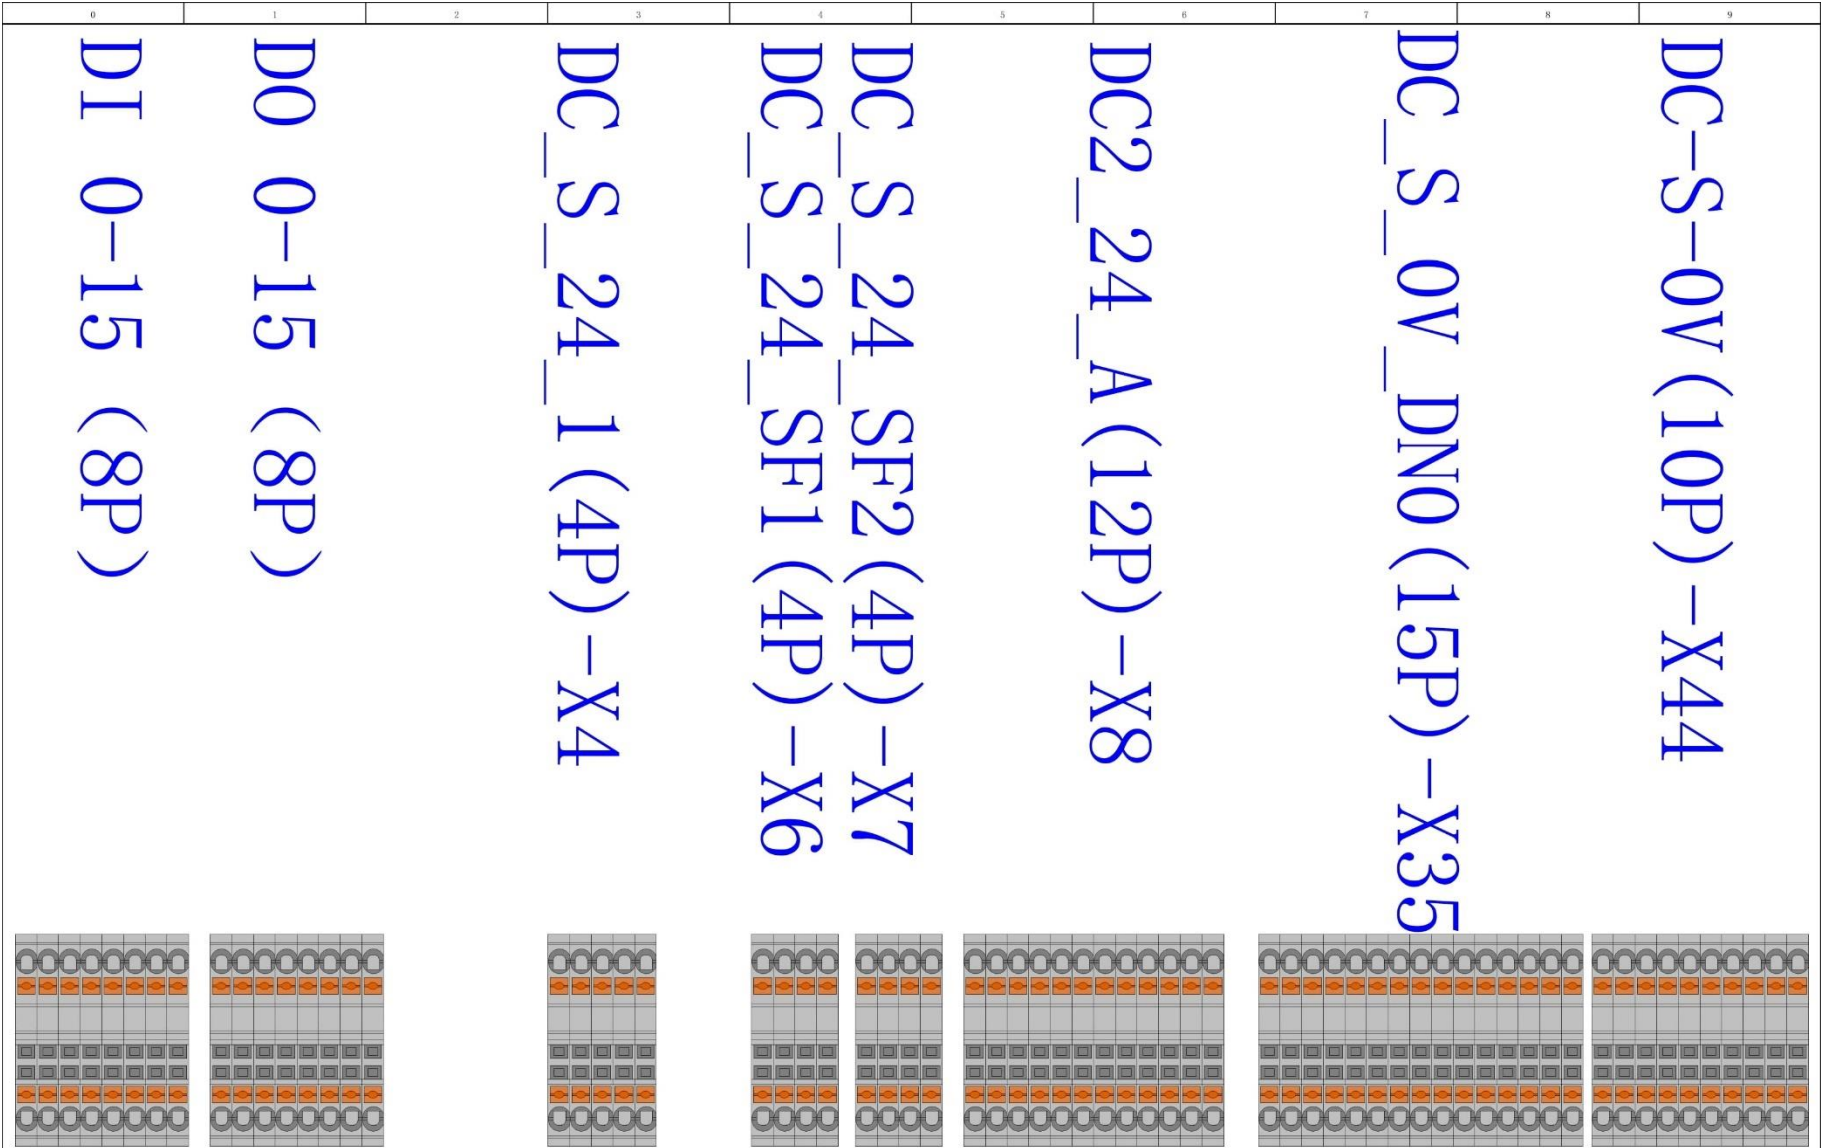 0 1 2 3 4 5 6 7 8 9
DI 0-15 (8P)
DO 0-15 (8P)
DC_S_24_1(4P)-X4
DC_S_24_SF1(4P)-X6
DC_S_24_SF2(4P)-X7
DC2_24_A(12P)-X8
DC_S_0V_DN0(15P)-X35
DC-S-0V(10P)-X44